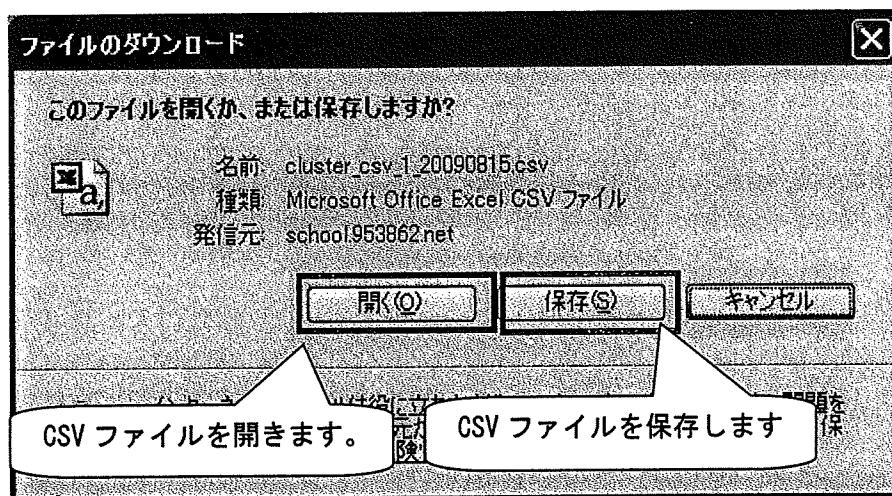 ファイルのダウンロード
このファイルを開くか、または保存しますか?
名前: cluster_csv_1_20090815.csv
種類: Microsoft Office Excel CSV ファイル
発信元: school.953862.net
開く(O)
保存(S)
キャンセル
CSV ファイルを開きます。
CSV ファイルを保存します